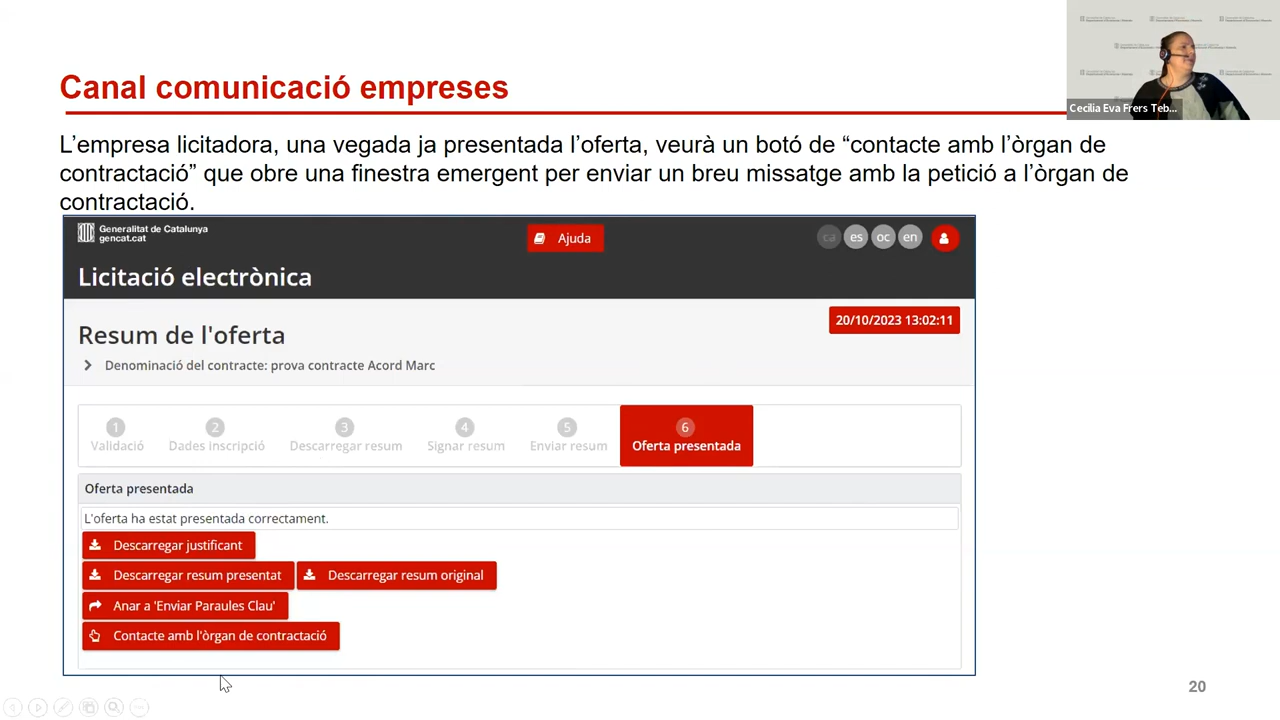 Canal comunicació empreses
Cecilia Eva Frers Teb...
L'empresa licitadora, una vegada ja presentada l'oferta, veurà un botó de “contacte amb l'òrgan de
contractació” que obre una finestra emergent per enviar un breu missatge amb la petició a l'òrgan de
contractació.
Generalitat de Catalunya
gencat.cat
Ajuda
ca es oc en
Licitació electrònica
20/10/2023 13:02:11
Resum de l'oferta
Denominació del contracte: prova contracte Acord Marc
1 2 3 4 5 6
Validació Dades inscripció Descarregar resum Signar resum Enviar resum Oferta presentada
Oferta presentada
L'oferta ha estat presentada correctament.
Descarregar justificant
Descarregar resum presentat Descarregar resum original
Anar a 'Enviar Paraules Clau'
Contacte amb l'òrgan de contractació
20